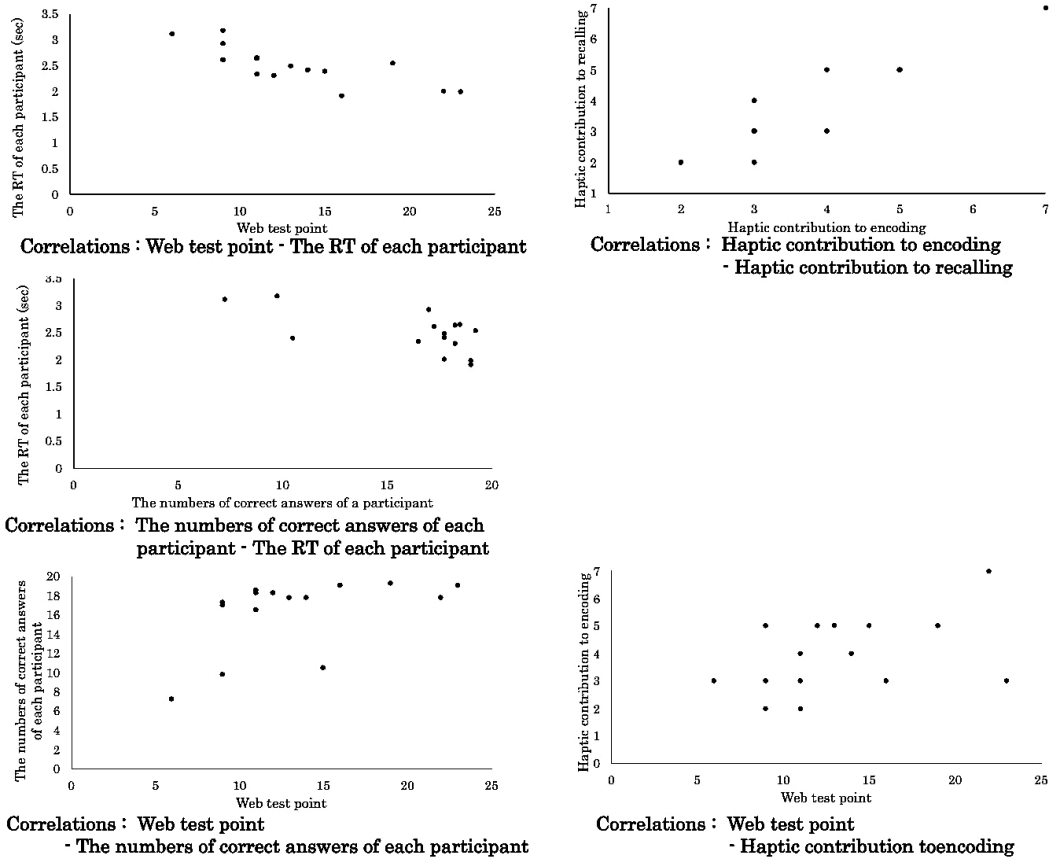 The RT of each participant (sec)
3.5
3
2.5
2
1.5
1
0.5
0
0 5 10 15 20 25
Web test point
Correlations : Web test point - The RT of each participant
Haptic contribution to recalling
7
6
5
4
3
2
1
1 2 3 4 5 6 7
Haptic contribution to encoding
Correlations : Haptic contribution to encoding
- Haptic contribution to recalling
The RT of each participant (sec)
3.5
3
2.5
2
1.5
1
0.5
0
0 5 10 15 20
The numbers of correct answers of a participant
Correlations : The numbers of correct answers of each
participant - The RT of each participant
The numbers of correct answers
of each participant
20
18
16
14
12
10
8
6
4
2
0
0 5 10 15 20 25
Web test point
Correlations : Web test point
- The numbers of correct answers of each participant
Haptic contribution to encoding
7
6
5
4
3
2
1
0
0 5 10 15 20 25
Web test point
Correlations : Web test point
- Haptic contribution toencoding